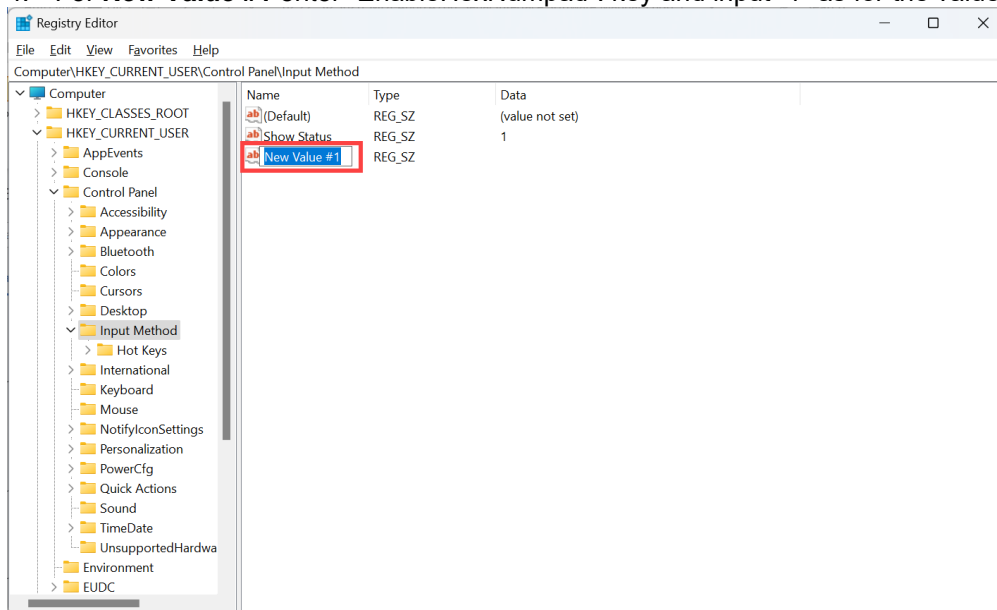 Registry Editor
File Edit View Favorites Help
Computer\HKEY_CURRENT_USER\Control Panel\Input Method
Computer
HKEY_CLASSES_ROOT
HKEY_CURRENT_USER
AppEvents
Console
Control Panel
Accessibility
Appearance
Bluetooth
Colors
Cursors
Desktop
Input Method
Hot Keys
International
Keyboard
Mouse
NotifyIconSettings
Personalization
PowerCfg
Quick Actions
Sound
TimeDate
UnsupportedHardwa
Environment
EUDC
Name Type Data
(Default) REG_SZ (value not set)
Show Status REG_SZ 1
New Value #1 REG_SZ